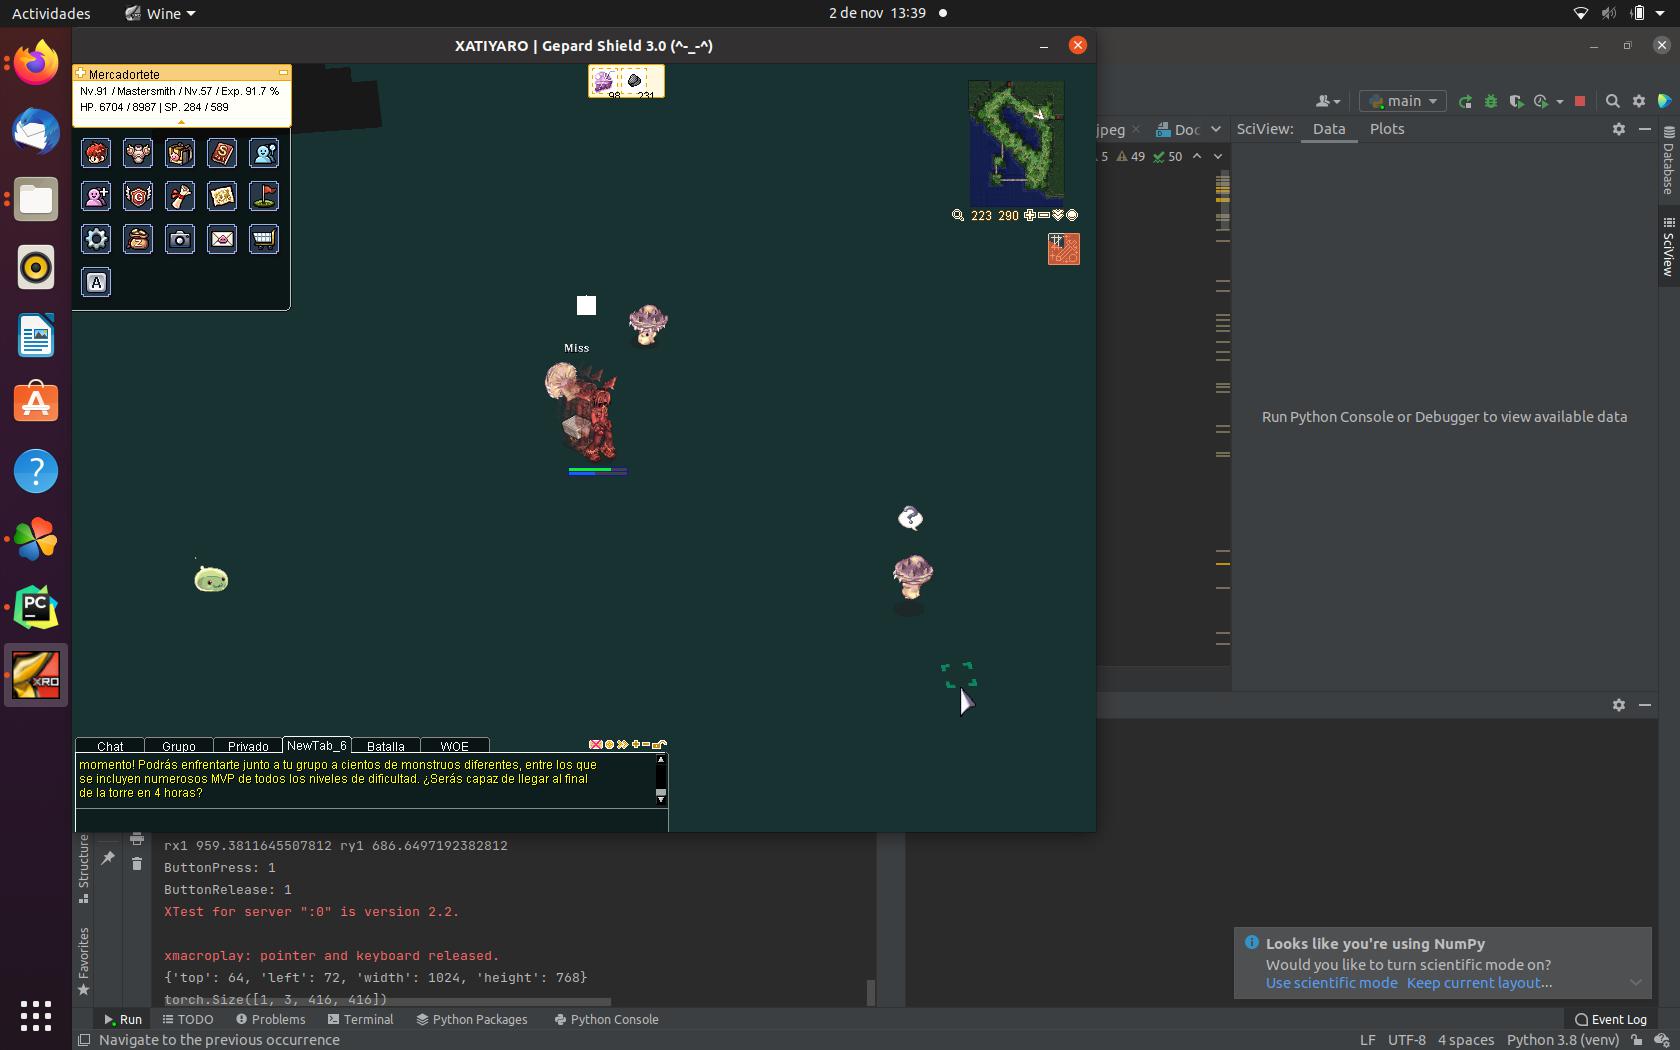 Actividades
Wine
2 de nov 13:39
XATIYARO | Gepard Shield 3.0 (^-_-^)
Mercadortete
Nv.91 / Mastersmith / Nv.57 / Exp. 91.7 %
HP. 6704 / 8987 | SP. 284 / 589
98 231
223 290
Miss
main
jpeg
Doc
SciView: Data Plots
5 49 50
Database
SciView
Run Python Console or Debugger to view available data
A
PC
XRO
Chat Grupo Privado NewTab_6 Batalla WOE
momento! Podrás enfrentarte junto a tu grupo a cientos de monstruos diferentes, entre los que
se incluyen numerosos MVP de todos los niveles de dificultad. ¿Serás capaz de llegar al final
de la torre en 4 horas?
Structure
Favorites
rx1 959.3811645507812 ry1 686.6497192382812
ButtonPress: 1
ButtonRelease: 1
XTest for server ":0" is version 2.2.
xmacroplay: pointer and keyboard released.
{'top': 64, 'left': 72, 'width': 1024, 'height': 768}
torch.Size([1, 3, 416, 416])
Looks like you're using NumPy
Would you like to turn scientific mode on?
Use scientific mode Keep current layout...
Run TODO Problems Terminal Python Packages Python Console Event Log
Navigate to the previous occurrence
LF UTF-8 4 spaces Python 3.8 (venv)